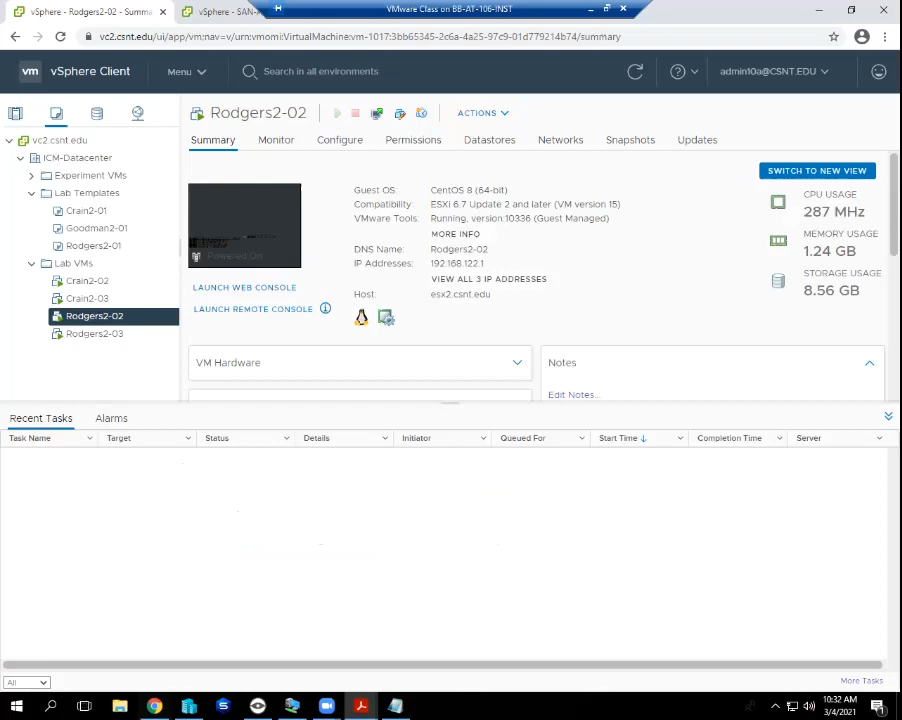 vSphere - Rodgers2-02 - Summa
vSphere - SAN-A
VMware Class on BB-AT-106-INST
vc2.csnt.edu/ui/app/vm;nav=v/urn:vmomi:VirtualMachine:vm-1017:3bb65345-2c6a-4a25-97c9-01d779214b74/summary
vm vSphere Client Menu Search in all environments admin10a@CSNT.EDU
Rodgers2-02 ACTIONS
Summary Monitor Configure Permissions Datastores Networks Snapshots Updates
vc2.csnt.edu
ICM-Datacenter
Experiment VMs
Lab Templates
Crain2-01
Goodman2-01
Rodgers2-01
Lab VMs
Crain2-02
Crain2-03
Rodgers2-02
Rodgers2-03
SWITCH TO NEW VIEW
Powered On
LAUNCH WEB CONSOLE
LAUNCH REMOTE CONSOLE
Guest OS: CentOS 8 (64-bit)
Compatibility: ESXi 6.7 Update 2 and later (VM version 15)
VMware Tools: Running, version:10336 (Guest Managed)
MORE INFO
DNS Name: Rodgers2-02
IP Addresses: 192.168.122.1
VIEW ALL 3 IP ADDRESSES
Host: esx2.csnt.edu
CPU USAGE
287 MHz
MEMORY USAGE
1.24 GB
STORAGE USAGE
8.56 GB
VM Hardware
Notes
Edit Notes...
Recent Tasks Alarms
Task Name Target Status Details Initiator Queued For Start Time Completion Time Server
All
More Tasks
10:32 AM
3/4/2021
1